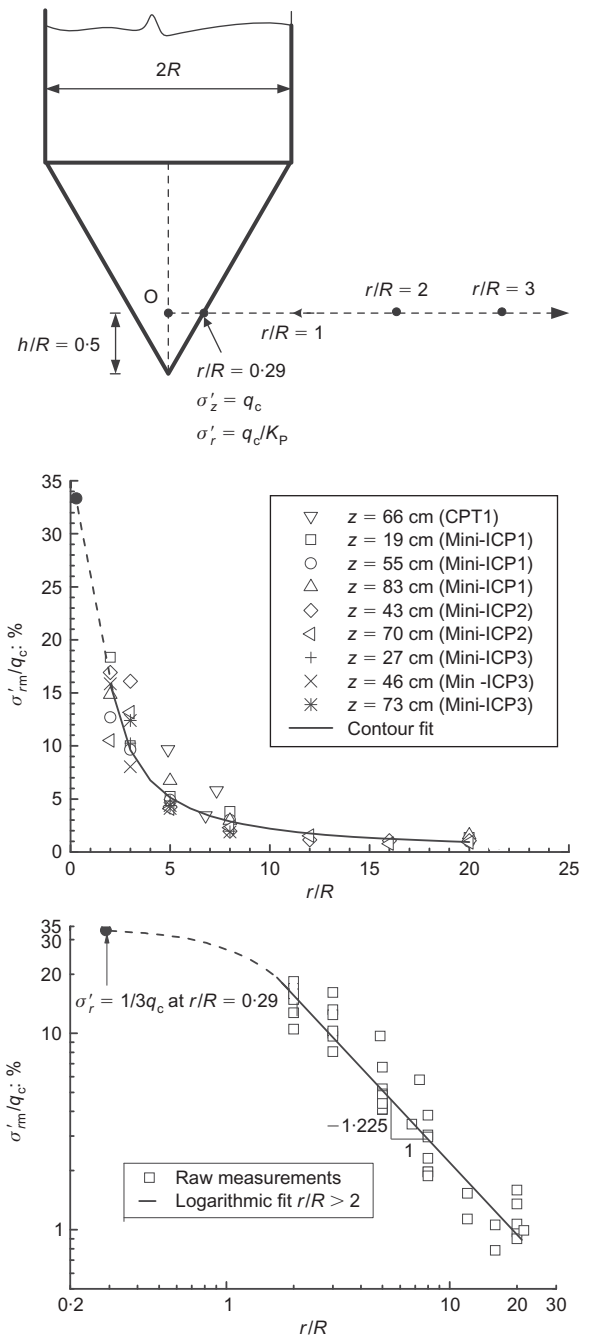 2R
O
r/R = 2
r/R = 3
r/R = 1
h/R = 0·5
r/R = 0·29
σ′z = qc
σ′r = qc/KP
35
30
25
20
15
10
5
0
σ′rm/qc: %
z = 66 cm (CPT1)
z = 19 cm (Mini-ICP1)
z = 55 cm (Mini-ICP1)
z = 83 cm (Mini-ICP1)
z = 43 cm (Mini-ICP2)
z = 70 cm (Mini-ICP2)
z = 27 cm (Mini-ICP3)
z = 46 cm (Min -ICP3)
z = 73 cm (Mini-ICP3)
Contour fit
0 5 10 15 20 25
r/R
35
30
20
10
1
σ′rm/qc: %
σ′r = 1/3qc at r/R = 0·29
−1·225
1
Raw measurements
Logarithmic fit r/R > 2
0·2 1 10 20 30
r/R